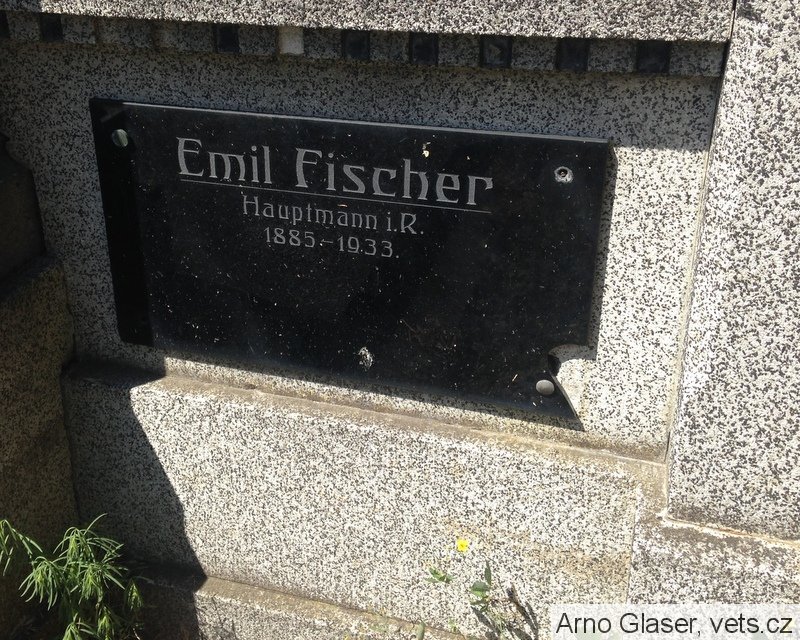 Emil Fischer
Hauptmann i. R.
1885.–1933.
Arno Glaser, vets.cz